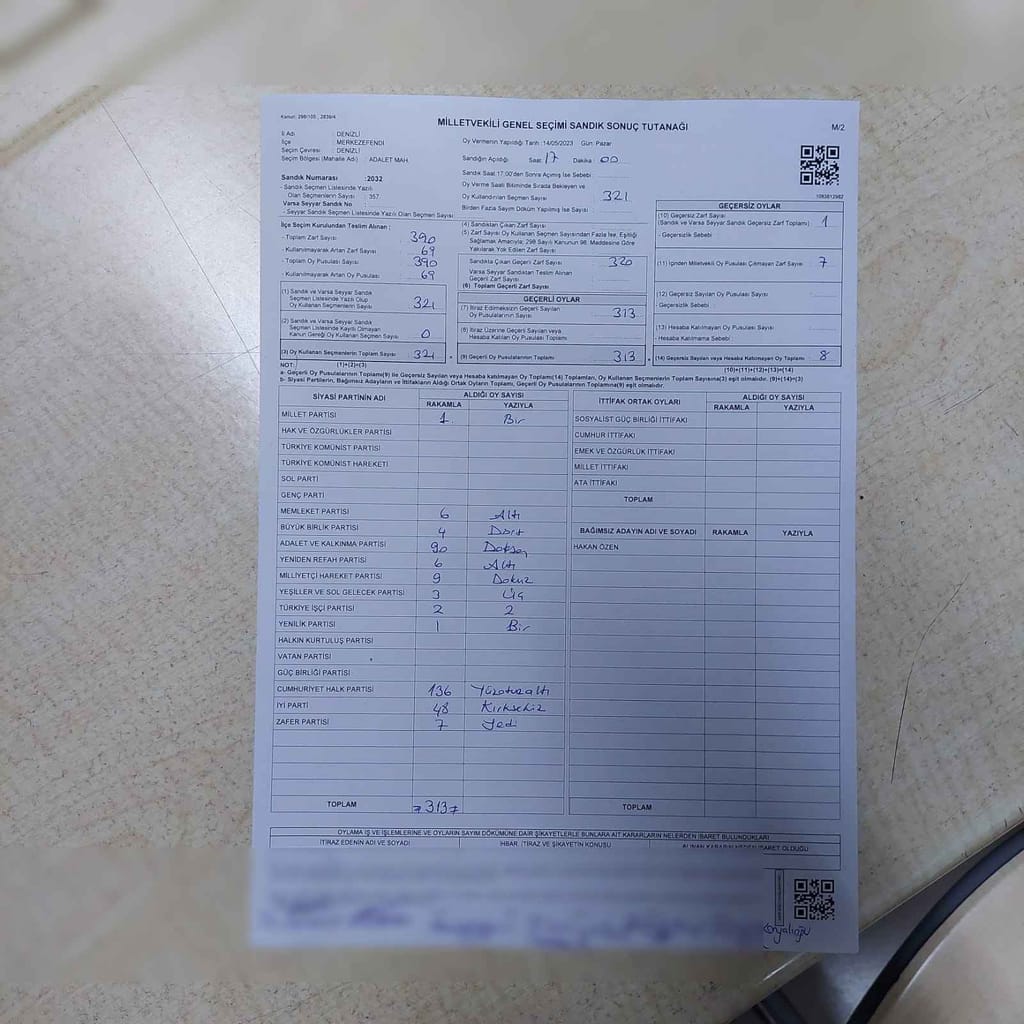 Kanun: 298/105 , 2839/4
MİLLETVEKİLİ GENEL SEÇİMİ SANDIK SONUÇ TUTANAĞI
M/2
İl Adı : DENİZLİ
İlçe : MERKEZEFENDİ
Seçim Çevresi : DENİZLİ
Seçim Bölgesi (Mahalle Adı) ADALET MAH.
Sandık Numarası :2032
- Sandık Seçmen Listesinde Yazılı
Olan Seçmenlerin Sayısı : 357
Varsa Seyyar Sandık No :
- Seyyar Sandık Seçmen Listesinde Yazılı Olan Seçmen Sayısı:
Oy Vermenin Yapıldığı Tarih :14/05/2023 Gün: Pazar
Sandığın Açıldığı Saat: 17 Dakika: 00
Sandık Saat:17:00'den Sonra Açılmış İse Sebebi :
Oy Verme Saati Bitiminde Sırada Bekleyen ve
Oy Kullandırılan Seçmen Sayısı : 321
Birden Fazla Sayım Döküm Yapılmış İse Sayısı :
1083812982
İlçe Seçim Kurulundan Teslim Alınan :
- Toplam Zarf Sayısı : 390
- Kullanılmayarak Artan Zarf Sayısı : 69
- Toplam Oy Pusulası Sayısı : 390
- Kullanılmayarak Artan Oy Pusulası : 69
(1) Sandık ve Varsa Seyyar Sandık
Seçmen Listesinde Yazılı Olup
Oy Kullanan Seçmenlerin Sayısı : 321
(2) Sandık ve Varsa Seyyar Sandık
Seçmen Listesinde Kayıtlı Olmayan
Kanun Gereği Oy Kullanan Seçmen Sayısı : 0
(3) Oy Kullanan Seçmenlerin Toplam Sayısı : 321
(1)+(2)=(3)
(4) Sandıktan Çıkan Zarf Sayısı :
(5) Zarf Sayısı Oy Kullanan Seçmen Sayısından Fazla İse, Eşitliği
Sağlamak Amacıyla; 298 Sayılı Kanunun 98. Maddesine Göre
Yakılarak Yok Edilen Zarf Sayısı :
Sandıkta Çıkan Geçerli Zarf Sayısı : 320
Varsa Seyyar Sandıktan Teslim Alınan
Geçerli Zarf Sayısı :
(6) Toplam Geçerli Zarf Sayısı :
GEÇERLİ OYLAR
(7) İtiraz Edilmeksizin Geçerli Sayılan
Oy Pusulalarının Sayısı : 313
(8) İtiraz Üzerine Geçerli Sayılan veya
Hesaba Katılan Oy Pusulası Toplamı :
= (9) Geçerli Oy Pusulalarının Toplamı : 313
GEÇERSİZ OYLAR
(10) Geçersiz Zarf Sayısı
(Sandık ve Varsa Seyyar Sandık Geçersiz Zarf Toplamı) : 1
- Geçersizlik Sebebi :
(11) İçinden Milletvekili Oy Pusulası Çıkmayan Zarf Sayısı : 7
(12) Geçersiz Sayılan Oy Pusulası Sayısı :
- Geçersizlik Sebebi :
(13) Hesaba Katılmayan Oy Pusulası Sayısı :
- Hesaba Katılmama Sebebi :
+ (14) Geçersiz Sayılan veya Hesaba Katılmayan Oy Toplamı : 8
(10)+(11)+(12)+(13)=(14)
NOT:
a- Geçerli Oy Pusulaları Toplamı(9) ile Geçersiz Sayılan veya Hesaba katılmayan Oy Toplamı(14) Toplamları, Oy Kullanan Seçmenlerin Toplam Sayısına(3) eşit olmalıdır. (9)+(14)=(3)
b- Siyasi Partilerin, Bağımsız Adayların ve İttifakların Aldığı Ortak Oyların Toplamı, Geçerli Oy Pusulalarının Toplamına(9) eşit olmalıdır.
SİYASİ PARTİNİN ADI ALDIĞI OY SAYISI
RAKAMLA YAZIYLA
MİLLET PARTİSİ 1 Bir
HAK VE ÖZGÜRLÜKLER PARTİSİ
TÜRKİYE KOMÜNİST PARTİSİ
TÜRKİYE KOMÜNİST HAREKETİ
SOL PARTİ
GENÇ PARTİ
MEMLEKET PARTİSİ 6 Altı
BÜYÜK BİRLİK PARTİSİ 4 Dört
ADALET VE KALKINMA PARTİSİ 90 Doksan
YENİDEN REFAH PARTİSİ 6 Altı
MİLLİYETÇİ HAREKET PARTİSİ 9 Dokuz
YEŞİLLER VE SOL GELECEK PARTİSİ 3 Üç
TÜRKİYE İŞÇİ PARTİSİ 2 2
YENİLİK PARTİSİ 1 Bir
HALKIN KURTULUŞ PARTİSİ
VATAN PARTİSİ
GÜÇ BİRLİĞİ PARTİSİ
CUMHURİYET HALK PARTİSİ 136 Yüzotuzaltı
İYİ PARTİ 48 Kırksekiz
ZAFER PARTİSİ 7 Yedi
TOPLAM 313
İTTİFAK ORTAK OYLARI ALDIĞI OY SAYISI
RAKAMLA YAZIYLA
SOSYALİST GÜÇ BİRLİĞİ İTTİFAKI
CUMHUR İTTİFAKI
EMEK VE ÖZGÜRLÜK İTTİFAKI
MİLLET İTTİFAKI
ATA İTTİFAKI
TOPLAM
BAĞIMSIZ ADAYIN ADI VE SOYADI RAKAMLA YAZIYLA
HAKAN ÖZEN
TOPLAM
OYLAMA İŞ VE İŞLEMLERİNE VE OYLARIN SAYIM DÖKÜMÜNE DAİR ŞİKAYETLERLE BUNLARA AİT KARARLARIN NELERDEN İBARET BULUNDUKLARI
İTİRAZ EDENİN ADI VE SOYADI İHBAR, İTİRAZ VE ŞİKAYETİN KONUSU ALINAN KARARIN NEDEN İBARET OLDUĞU